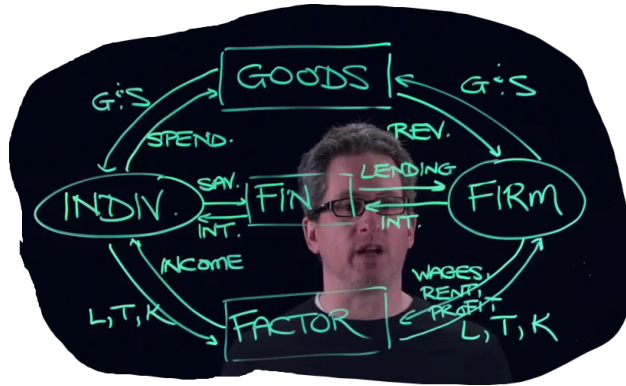 GOODS
G&S
G&S
SPEND.
REV.
SAV.
FIN
LENDING
INDIV.
FIRM
INT.
INT.
INCOME
WAGES,
RENT,
PROFIT
L, T, K
FACTOR
L, T, K